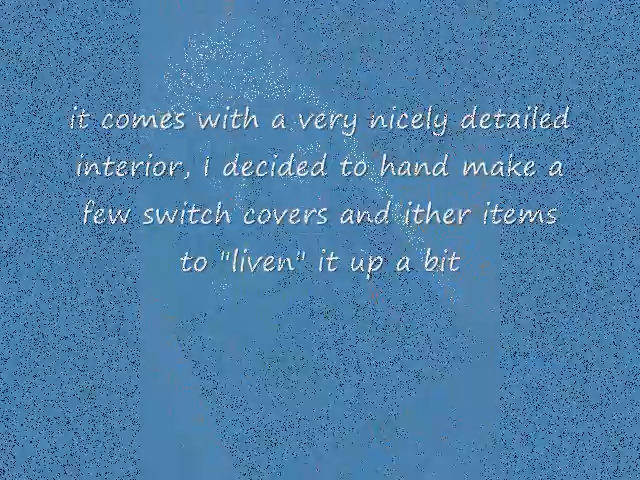 it comes with a very nicely detailed
interior, I decided to hand make a
few switch covers and ither items
to "liven" it up a bit